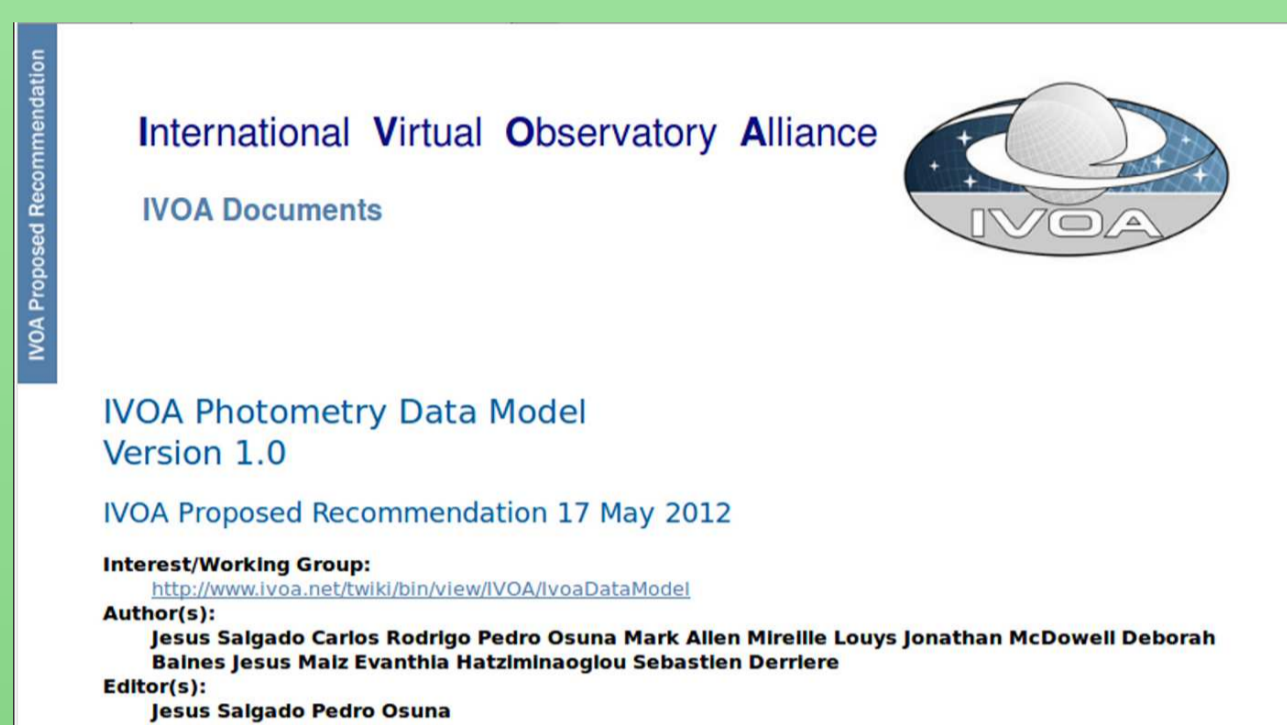 IVOA Proposed Recommendation
International Virtual Observatory Alliance
IVOA Documents
IVOA
IVOA Photometry Data Model
Version 1.0
IVOA Proposed Recommendation 17 May 2012
Interest/Working Group:
http://www.ivoa.net/twiki/bin/view/IVOA/IvoaDataModel
Author(s):
Jesus Salgado Carlos Rodrigo Pedro Osuna Mark Allen Mireille Louys Jonathan McDowell Deborah
Baines Jesus Maiz Evanthia Hatziminaoglou Sebastien Derriere
Editor(s):
Jesus Salgado Pedro Osuna